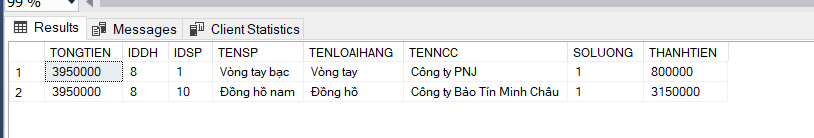 99 %
Results Messages Client Statistics
TONGTIEN IDDH IDSP TENSP TENLOAIHANG TENNCC SOLUONG THANHTIEN
1 3950000 8 1 Vòng tay bạc Vòng tay Công ty PNJ 1 800000
2 3950000 8 10 Đồng hồ nam Đồng hồ Công ty Bảo Tín Minh Châu 1 3150000